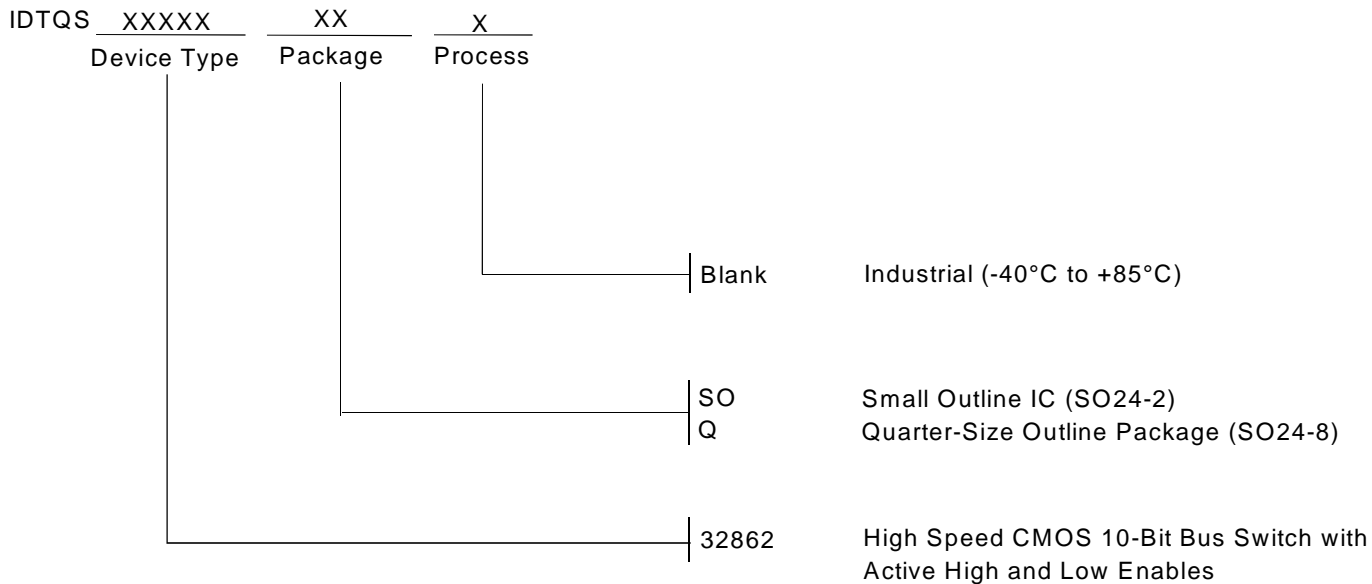 IDTQS XXXXX XX X
Device Type Package Process
Blank Industrial (-40°C to +85°C)
SO Small Outline IC (SO24-2)
Q Quarter-Size Outline Package (SO24-8)
32862 High Speed CMOS 10-Bit Bus Switch with
Active High and Low Enables